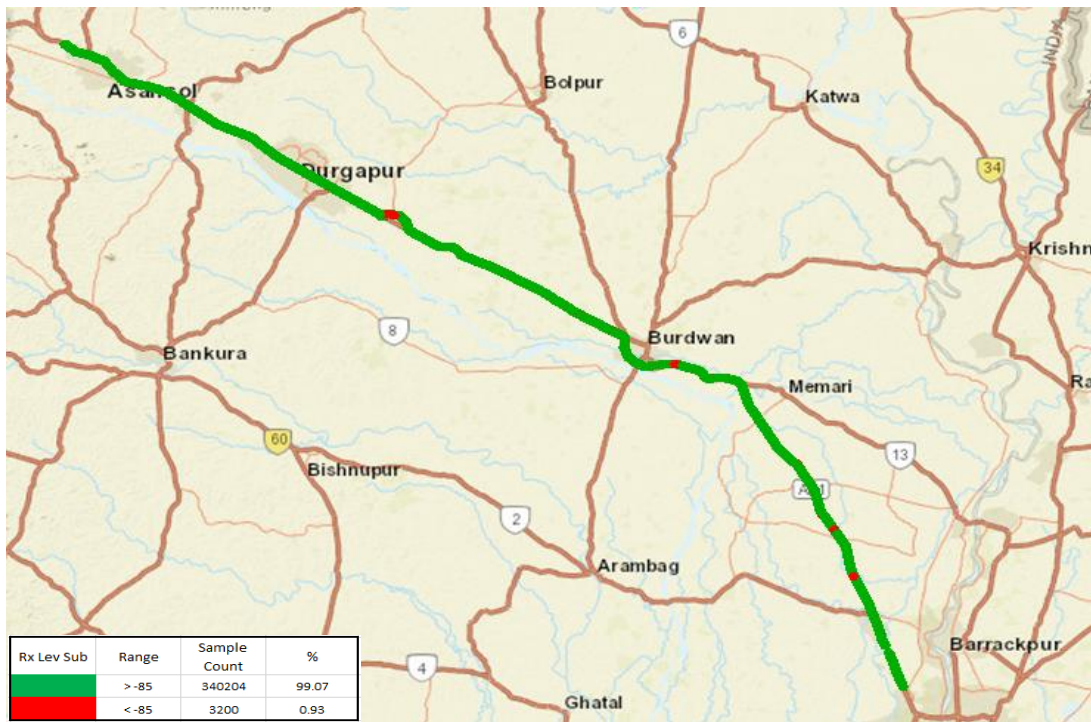 6
Bolpur
Katwa
Asansol
INDIA
34
Durgapur
Krishn
8
Burdwan
Bankura
Memari
Ra
60
13
Bishnupur
2
Arambag
Barrackpur
4
Ghatal
Rx Lev Sub Range Sample Count %
> -85 340204 99.07
< -85 3200 0.93